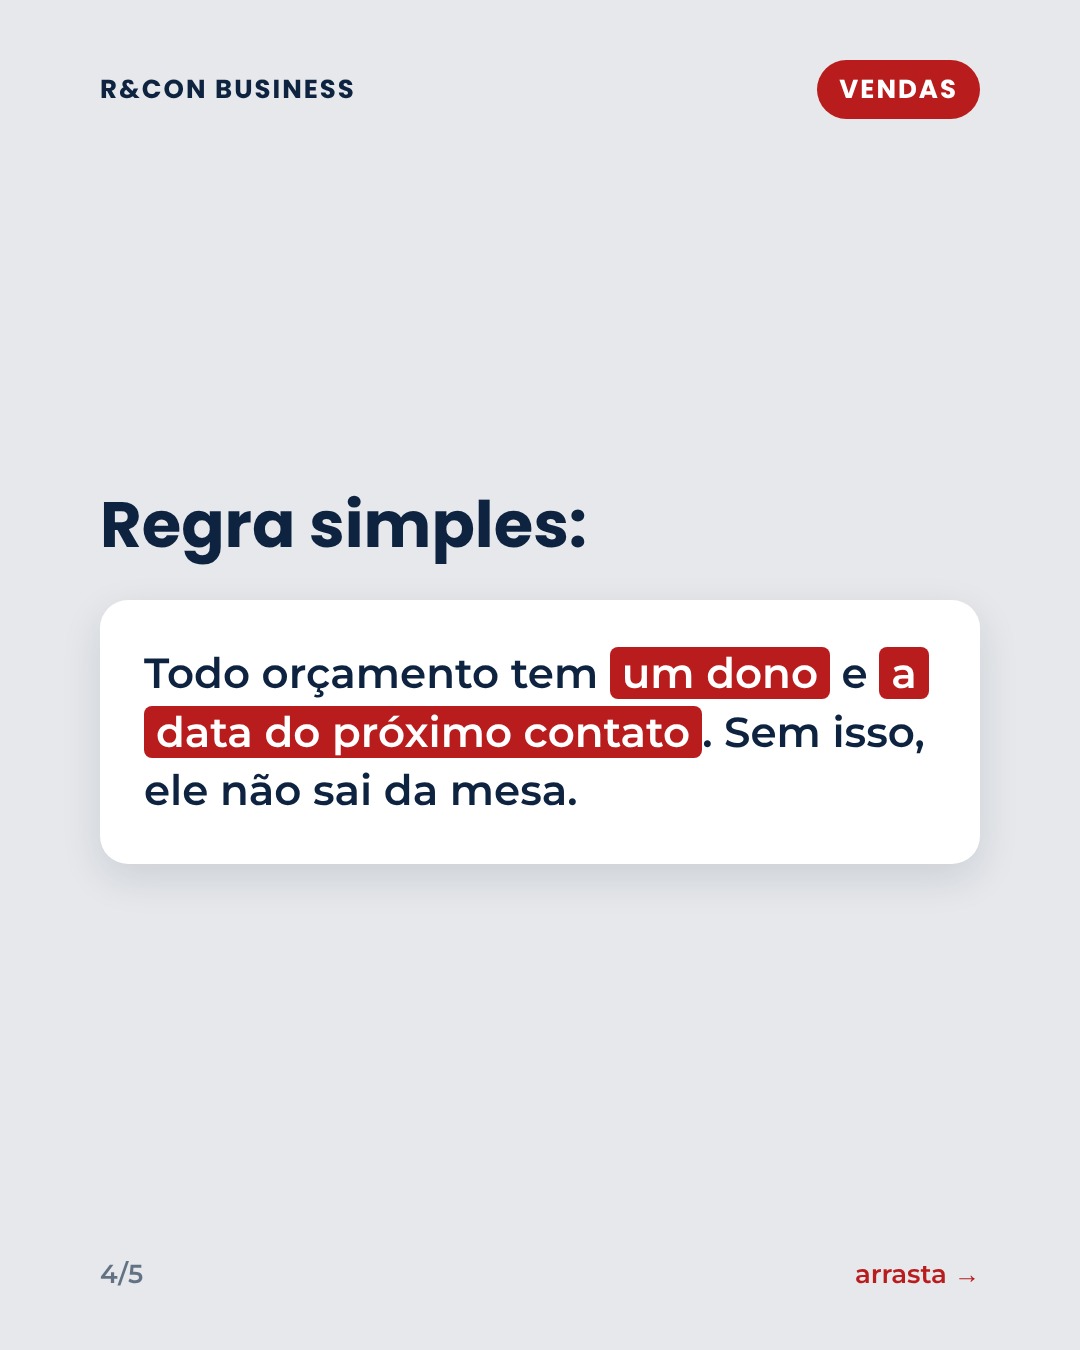 R&CON BUSINESS
VENDAS
Regra simples:
Todo orçamento tem um dono e a
data do próximo contato. Sem isso,
ele não sai da mesa.
4/5
arrasta →